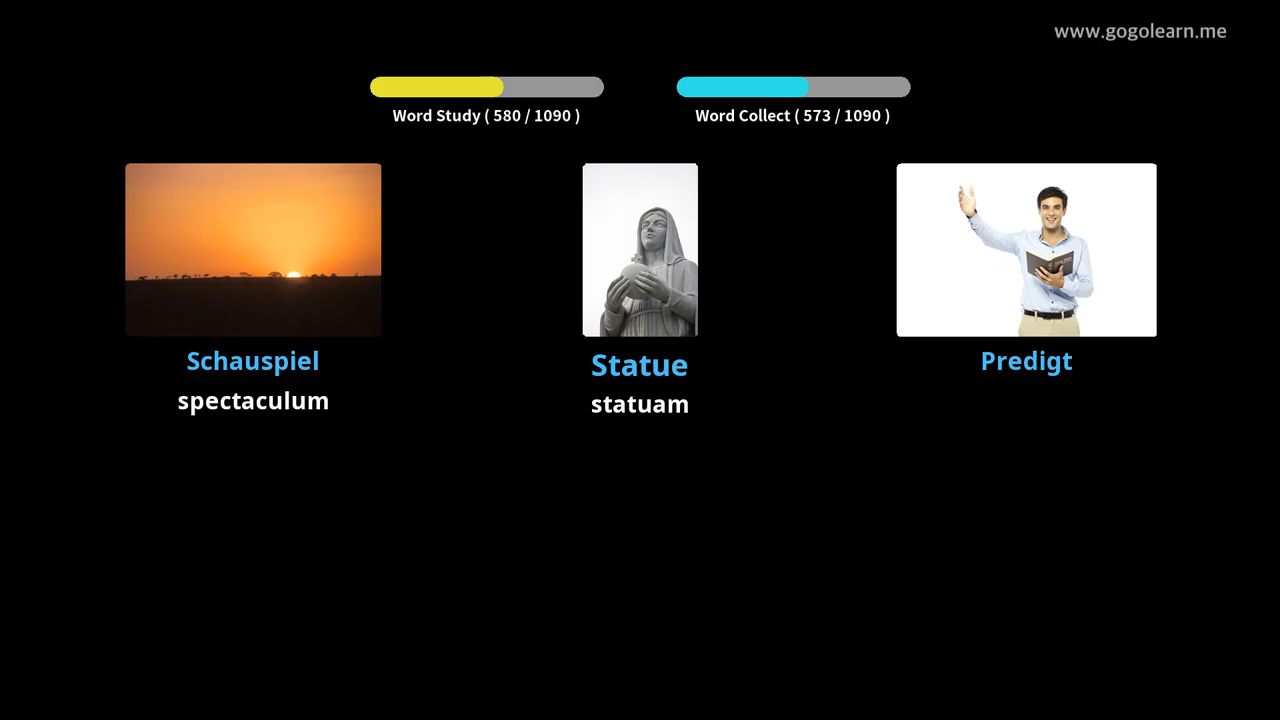 www.gogolearn.me
Word Study ( 580 / 1090 )
Word Collect ( 573 / 1090 )
Schauspiel
spectaculum
Statue
statuam
Predigt